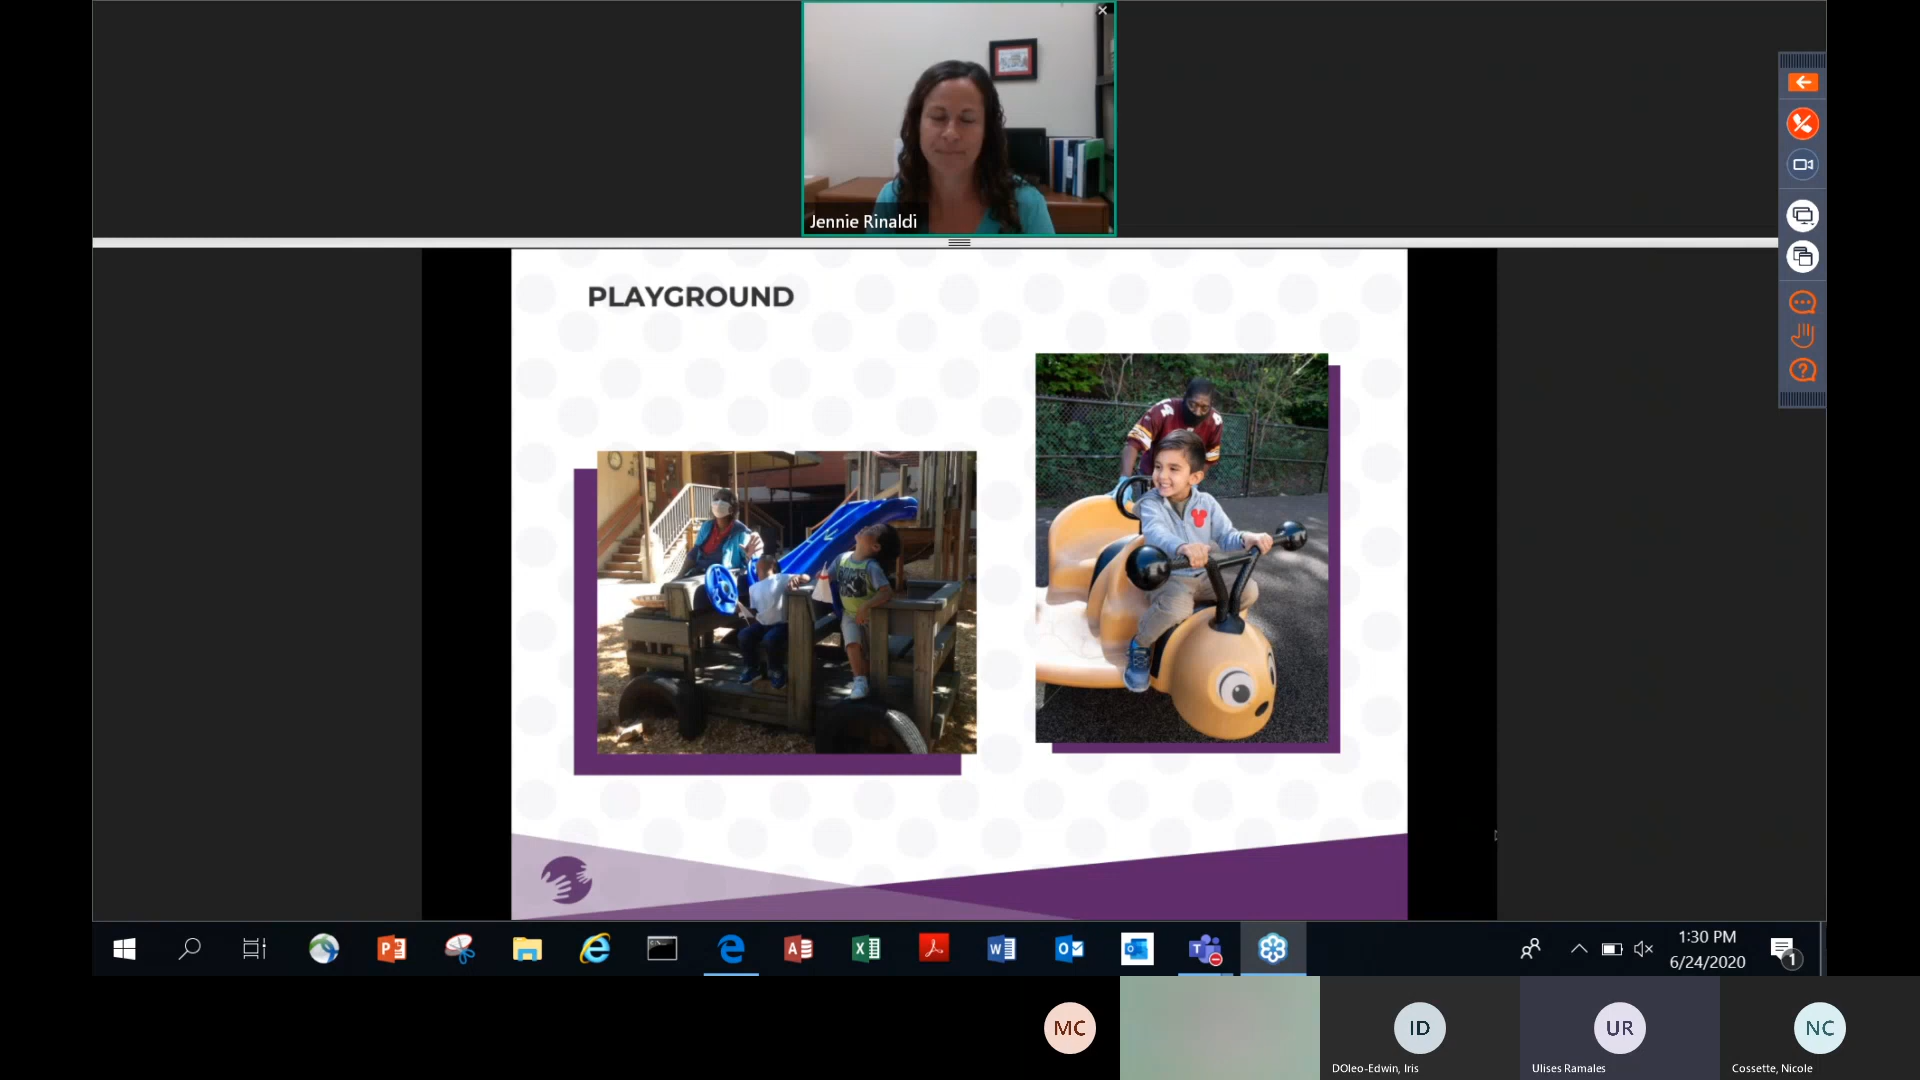 Jennie Rinaldi
PLAYGROUND
1:30 PM
6/24/2020
1
MC
ID
UR
NC
DOleo-Edwin, Iris
Ulises Ramales
Cossette, Nicole